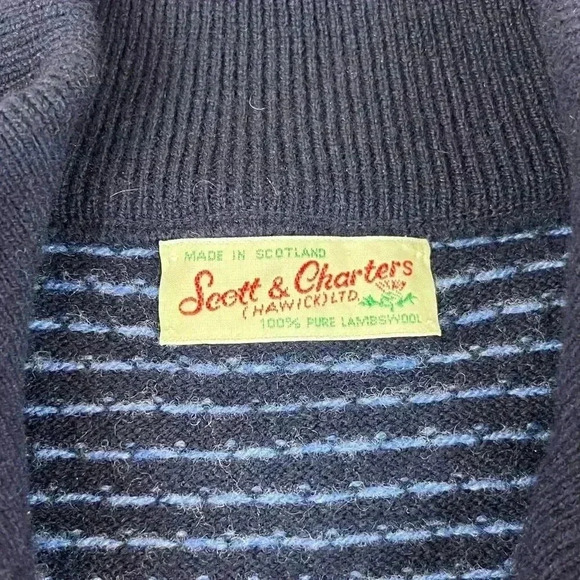 MADE IN SCOTLAND
Scott & Charters
(HAWICK) LTD.
100% PURE LAMBSWOOL